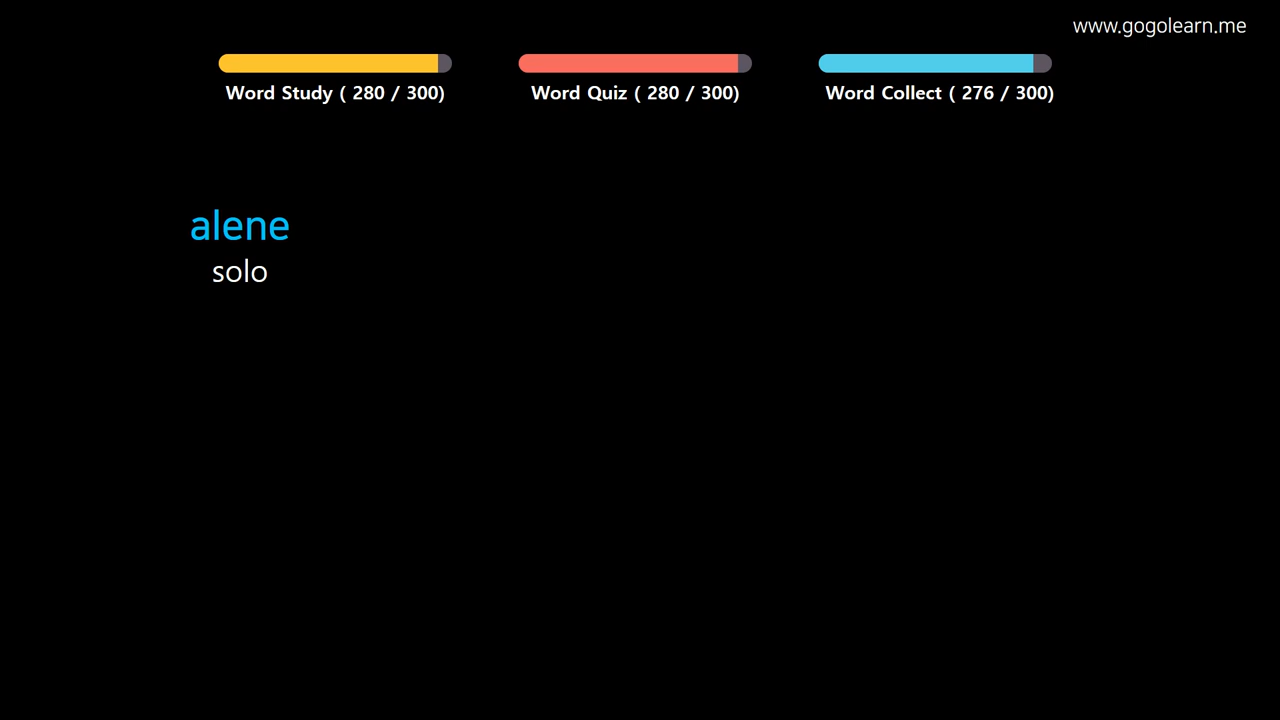 www.gogolearn.me
Word Study ( 280 / 300)
Word Quiz ( 280 / 300)
Word Collect ( 276 / 300)
alene
solo